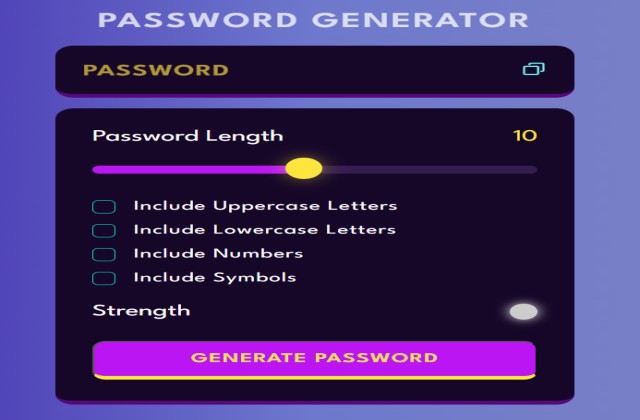 PASSWORD GENERATOR
PASSWORD
Password Length 10
Include Uppercase Letters
Include Lowercase Letters
Include Numbers
Include Symbols
Strength
GENERATE PASSWORD